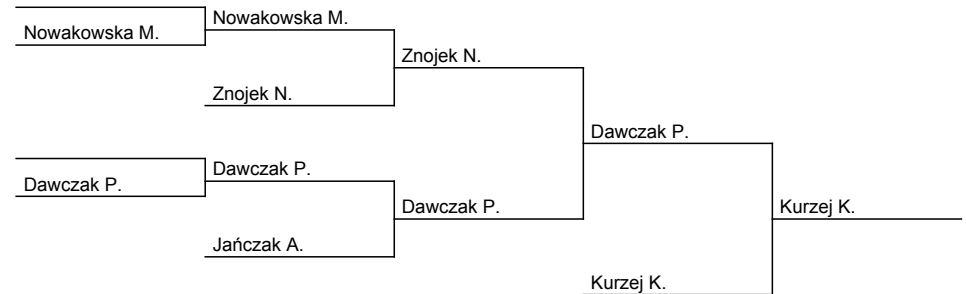 Nowakowska M.
Nowakowska M.
Znojek N.
Znojek N.
Dawczak P.
Dawczak P.
Dawczak P.
Dawczak P.
Kurzej K.
Jańczak A.
Kurzej K.